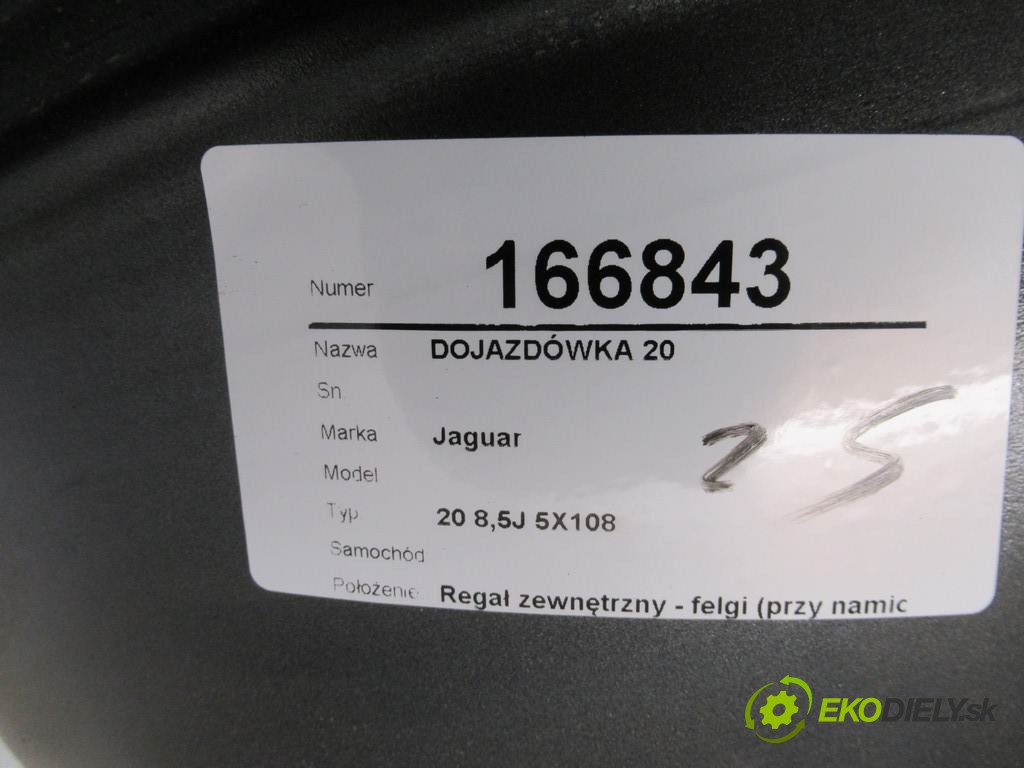 Numer 166843
Nazwa DOJAZDÓWKA 20
Sn
Marka Jaguar
Model
Typ 20 8,5J 5X108
Samochód
Położenie Regał zewnętrzny - felgi (przy namic
25
EKODIELY.sk